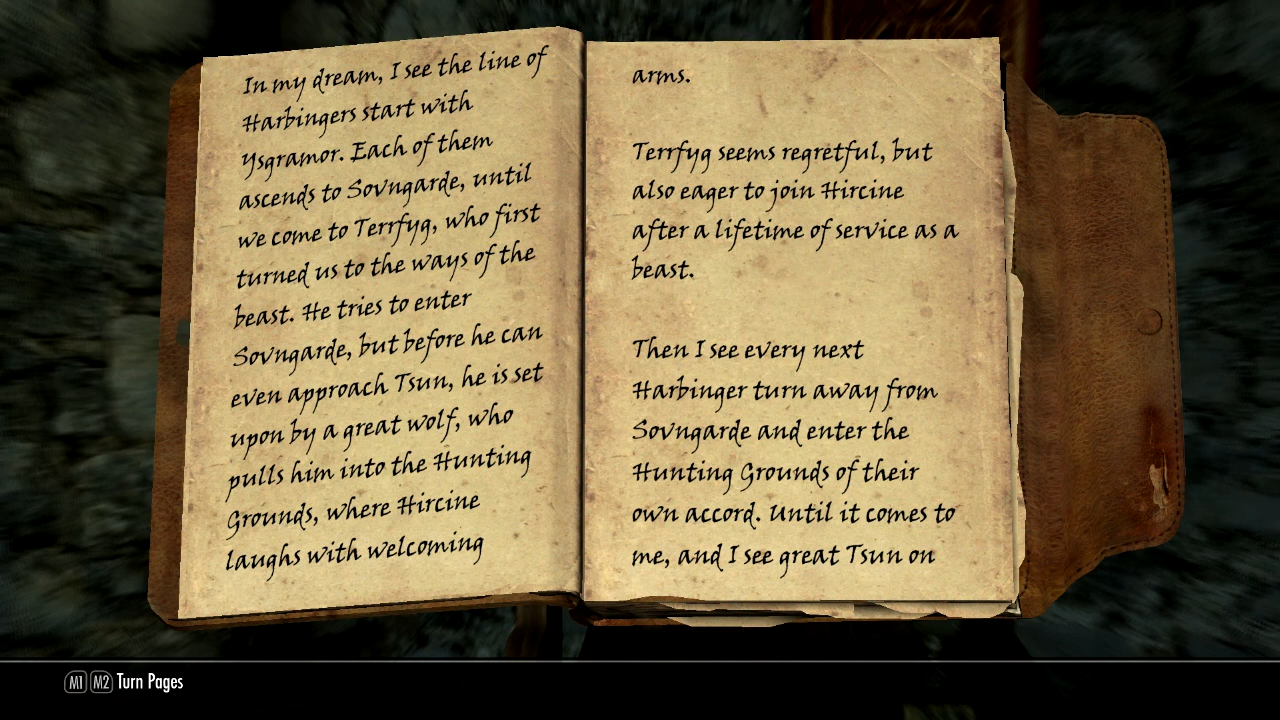 In my dream, I see the line of
Harbingers start with
Ysgramor. Each of them
ascends to Sovngarde, until
we come to Terrfyg, who first
turned us to the ways of the
beast. He tries to enter
Sovngarde, but before he can
even approach Tsun, he is set
upon by a great wolf, who
pulls him into the Hunting
Grounds, where Hircine
laughs with welcoming
arms.
Terrfyg seems regretful, but
also eager to join Hircine
after a lifetime of service as a
beast.
Then I see every next
Harbinger turn away from
Sovngarde and enter the
Hunting Grounds of their
own accord. Until it comes to
me, and I see great Tsun on
M1 M2 Turn Pages